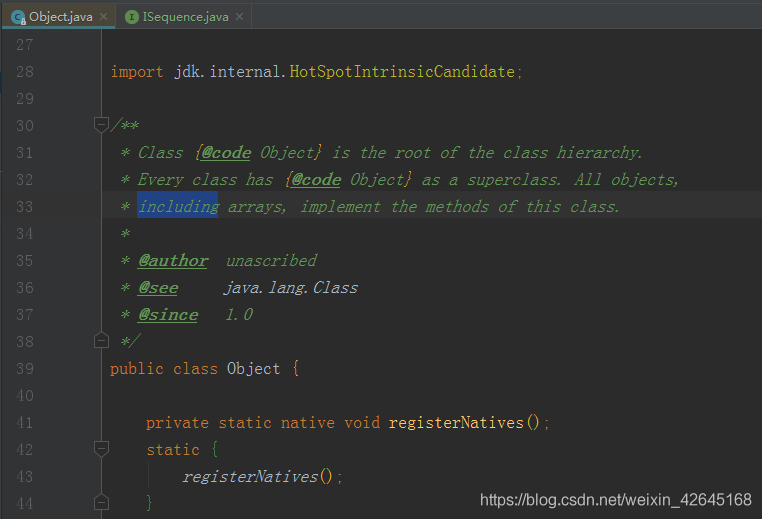 Object.java ISequence.java
27
28 import jdk.internal.HotSpotIntrinsicCandidate;
29
30 /**
31 * Class {@code Object} is the root of the class hierarchy.
32 * Every class has {@code Object} as a superclass. All objects,
33 * including arrays, implement the methods of this class.
34 *
35 * @author unascribed
36 * @see java.lang.Class
37 * @since 1.0
38 */
39 public class Object {
40
41 private static native void registerNatives();
42 static {
43 registerNatives();
44 }
https://blog.csdn.net/weixin_42645168